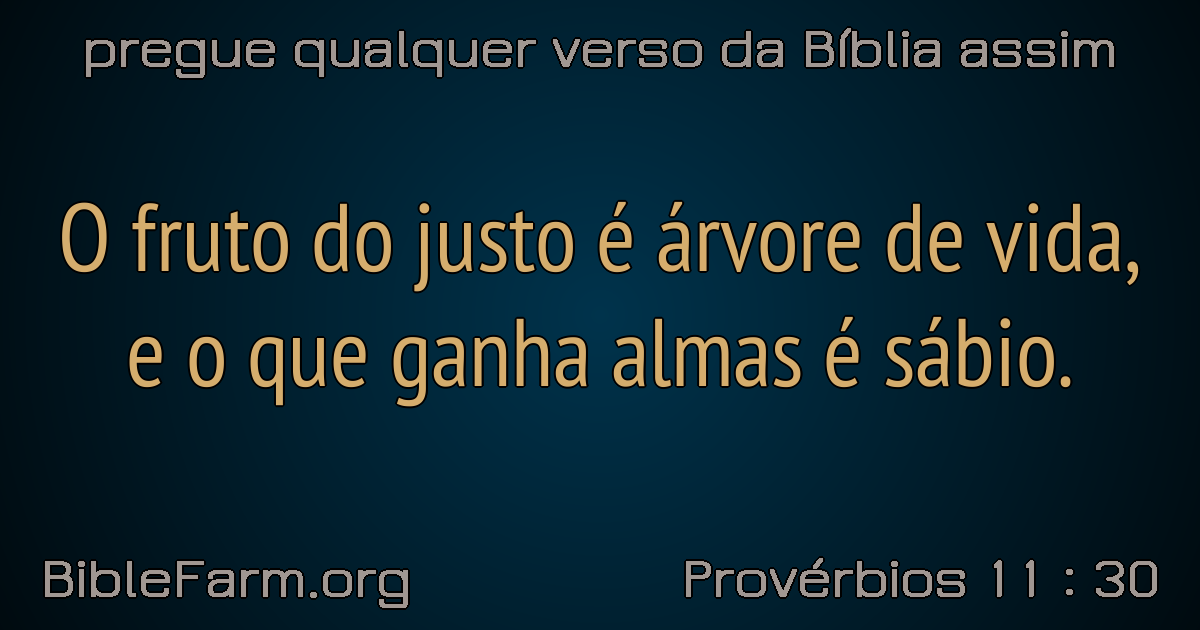 pregue qualquer verso da Bíblia assim
O fruto do justo é árvore de vida,
e o que ganha almas é sábio.
BibleFarm.org
Provérbios 11 : 30